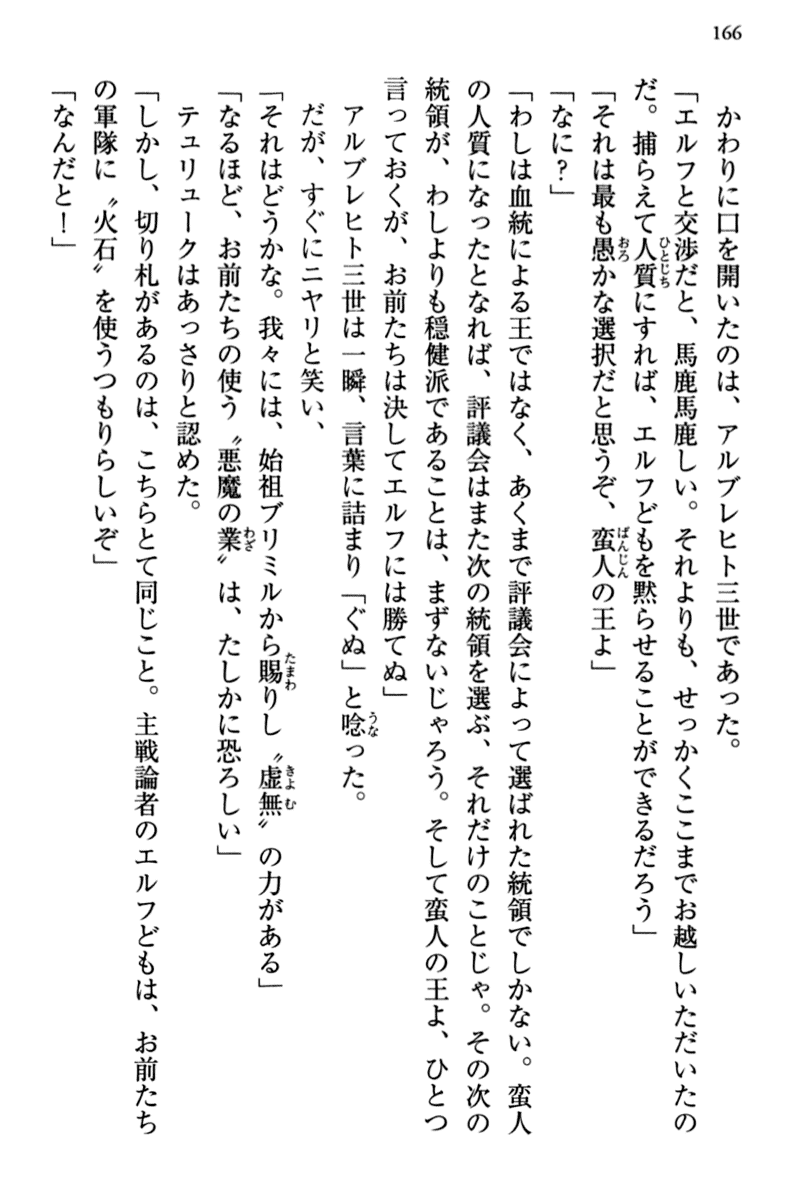 166
かわりに口を開いたのは、アルブレヒト三世であった。
「エルフと交渉だと、馬鹿馬鹿しい。それよりも、せっかくここまでお越しいただいたの
だ。捕らえて人質にすれば、エルフどもを黙らせることができるだろう」
「それは最も愚かな選択だと思うぞ、蛮人の王よ」
「なに？」
「わしは血統による王ではなく、あくまで評議会によって選ばれた統領でしかない。蛮人
の人質になったとなれば、評議会はまた次の統領を選ぶ、それだけのことじゃ。その次の
統領が、わしよりも穏健派であることは、まずないじゃろう。そして蛮人の王よ、ひとつ
言っておくが、お前たちは決してエルフには勝てぬ」
アルブレヒト三世は一瞬、言葉に詰まり「ぐぬ」と唸った。
だが、すぐにニヤリと笑い、
「それはどうかな。我々には、始祖ブリミルから賜りし〝虚無〟の力がある」
「なるほど、お前たちの使う〝悪魔の業〟は、たしかに恐ろしい」
テュリュークはあっさりと認めた。
「しかし、切り札があるのは、こちらとて同じこと。主戦論者のエルフどもは、お前たち
の軍隊に〝火石〟を使うつもりらしいぞ」
「なんだと！」